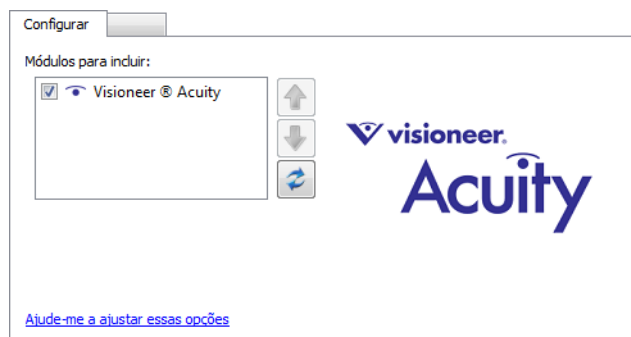 Configurar
Módulos para incluir:
Visioneer ® Acuity
visioneer®
Acuity
Ajude-me a ajustar essas opções